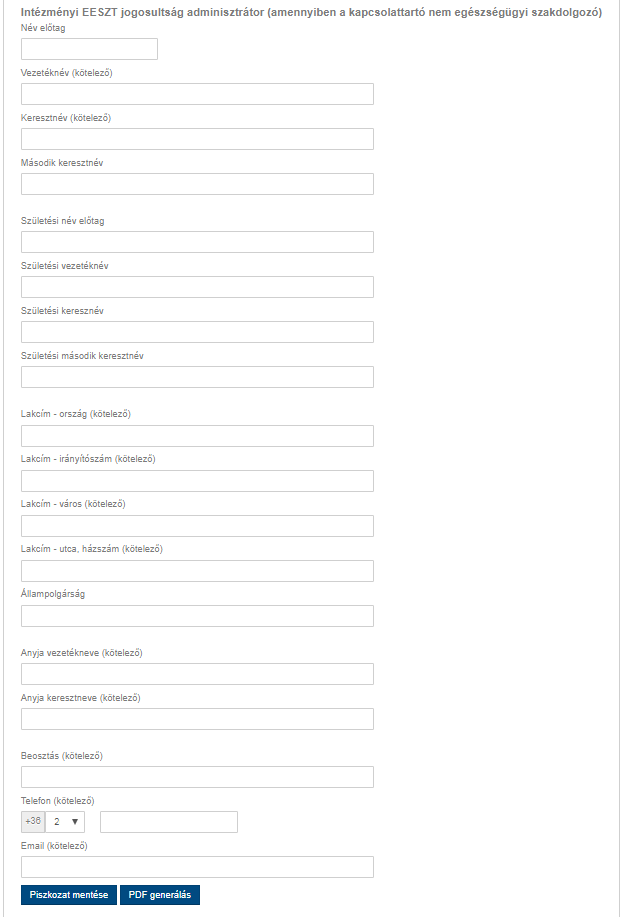 Intézményi EESZT jogosultság adminisztrátor (amennyiben a kapcsolattartó nem egészségügyi szakdolgozó)
Név előtag
Vezetéknév (kötelező)
Keresztnév (kötelező)
Második keresztnév
Születési név előtag
Születési vezetéknév
Születési keresznév
Születési második keresztnév
Lakcím - ország (kötelező)
Lakcím - irányítószám (kötelező)
Lakcím - város (kötelező)
Lakcím - utca, házszám (kötelező)
Állampolgárság
Anyja vezetékneve (kötelező)
Anyja keresztneve (kötelező)
Beosztás (kötelező)
Telefon (kötelező)
+36 2
Email (kötelező)
Piszkozat mentése PDF generálás